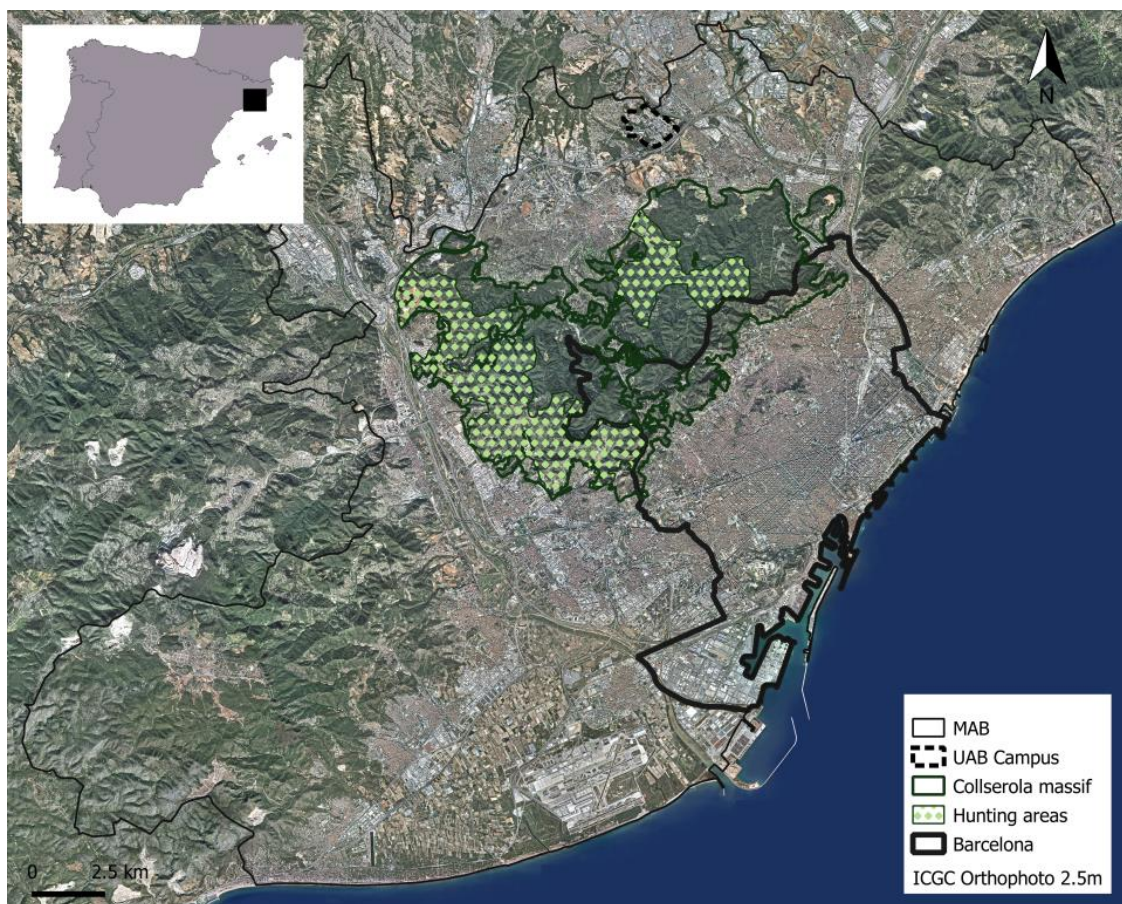 N
MAB
UAB Campus
Collserola massif
Hunting areas
Barcelona
ICGC Orthophoto 2.5m
0 2.5 km